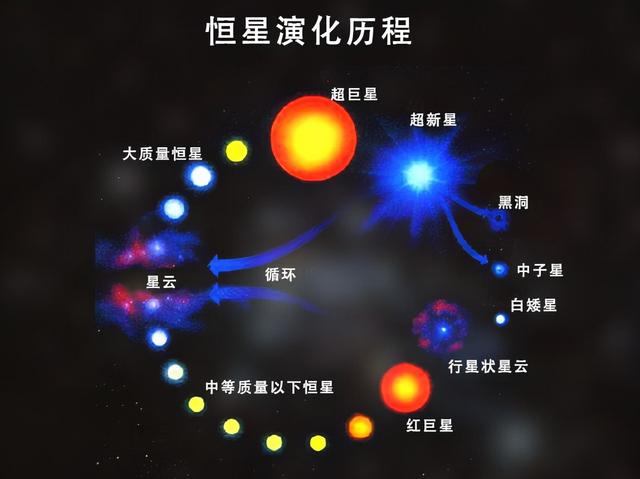 恒星演化历程
超巨星
超新星
大质量恒星
黑洞
星云
循环
中子星
白矮星
行星状星云
中等质量以下恒星
红巨星